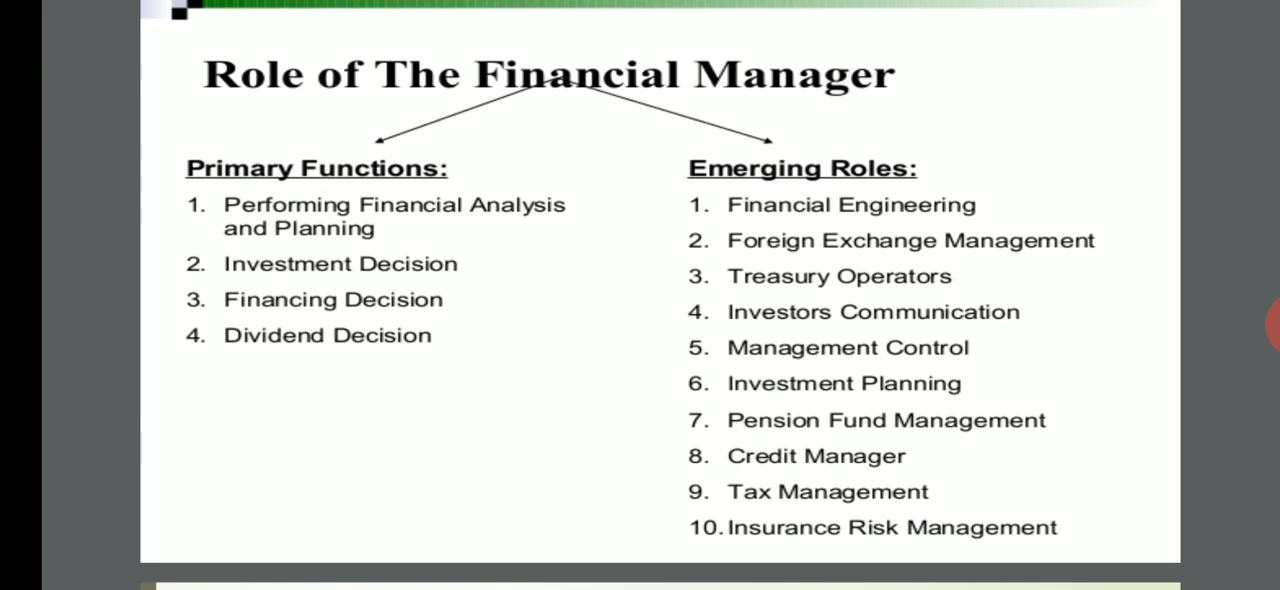 Role of The Financial Manager
Primary Functions:
1. Performing Financial Analysis
and Planning
2. Investment Decision
3. Financing Decision
4. Dividend Decision
Emerging Roles:
1. Financial Engineering
2. Foreign Exchange Management
3. Treasury Operators
4. Investors Communication
5. Management Control
6. Investment Planning
7. Pension Fund Management
8. Credit Manager
9. Tax Management
10. Insurance Risk Management